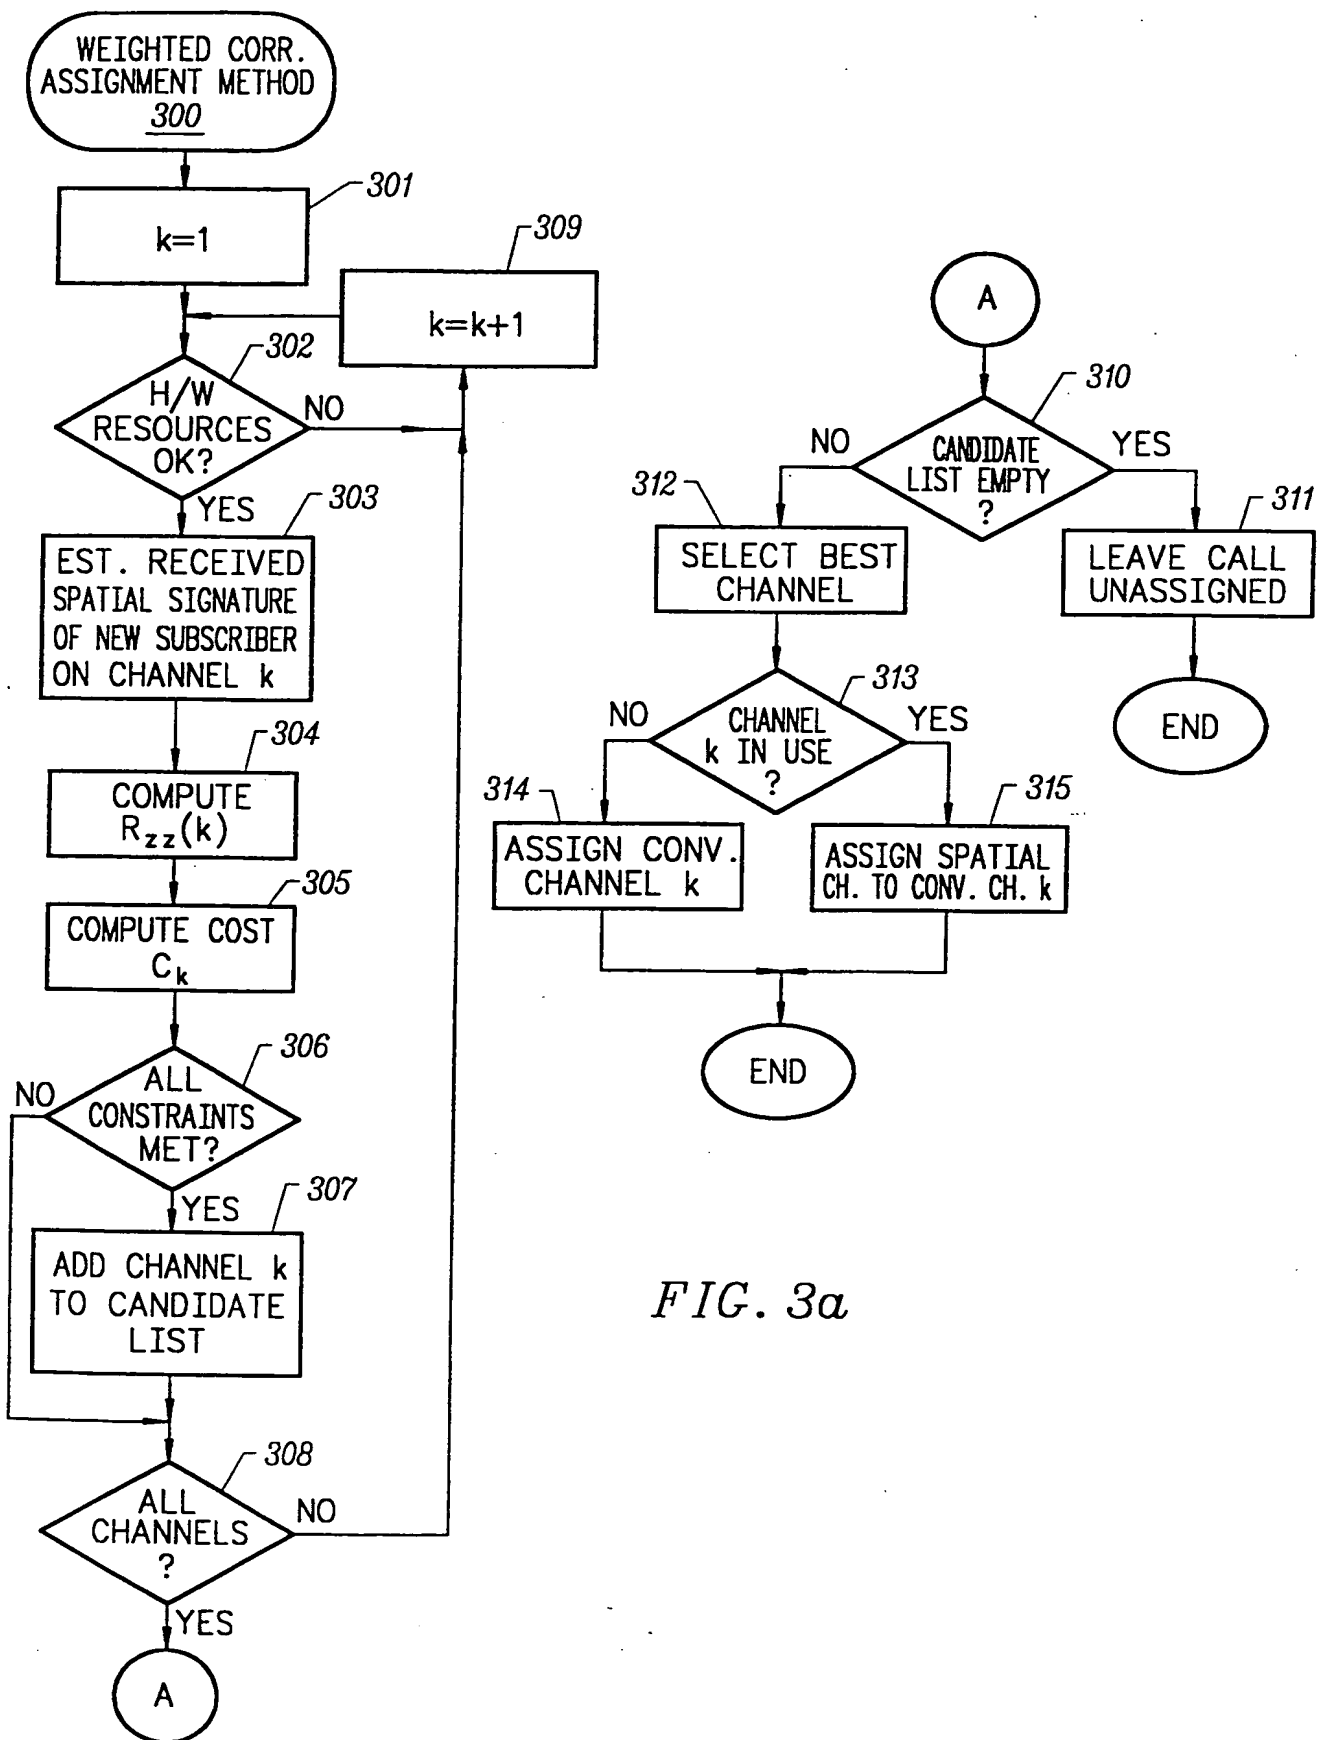 WEIGHTED CORR.
ASSIGNMENT METHOD
300
301
k=1
309
k=k+1
302
H/W
RESOURCES
OK?
NO
YES
303
EST. RECEIVED
SPATIAL SIGNATURE
OF NEW SUBSCRIBER
ON CHANNEL k
304
COMPUTE
Rzz(k)
305
COMPUTE COST
Ck
306
ALL
CONSTRAINTS
MET?
NO
YES
307
ADD CHANNEL k
TO CANDIDATE
LIST
308
ALL
CHANNELS
?
NO
YES
A
A
310
CANDIDATE
LIST EMPTY
?
NO
YES
312
SELECT BEST
CHANNEL
311
LEAVE CALL
UNASSIGNED
END
313
CHANNEL
k IN USE
?
NO
YES
314
ASSIGN CONV.
CHANNEL k
315
ASSIGN SPATIAL
CH. TO CONV. CH. k
END
FIG. 3a